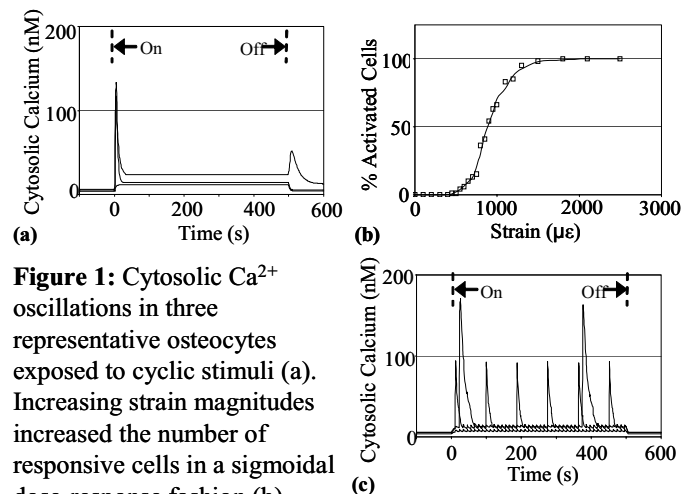 Cytosolic Calcium (nM)
200
100
0
On
Off
0
200
400
600
Time (s)
(a)
% Activated Cells
100
50
0
0
1000
2000
3000
Strain (με)
(b)
Figure 1: Cytosolic Ca²⁺
oscillations in three
representative osteocytes
exposed to cyclic stimuli (a).
Increasing strain magnitudes
increased the number of
responsive cells in a sigmoidal
dose-response fashion (b)
Cytosolic Calcium (nM)
200
100
0
On
Off
0
200
400
600
Time (s)
(c)